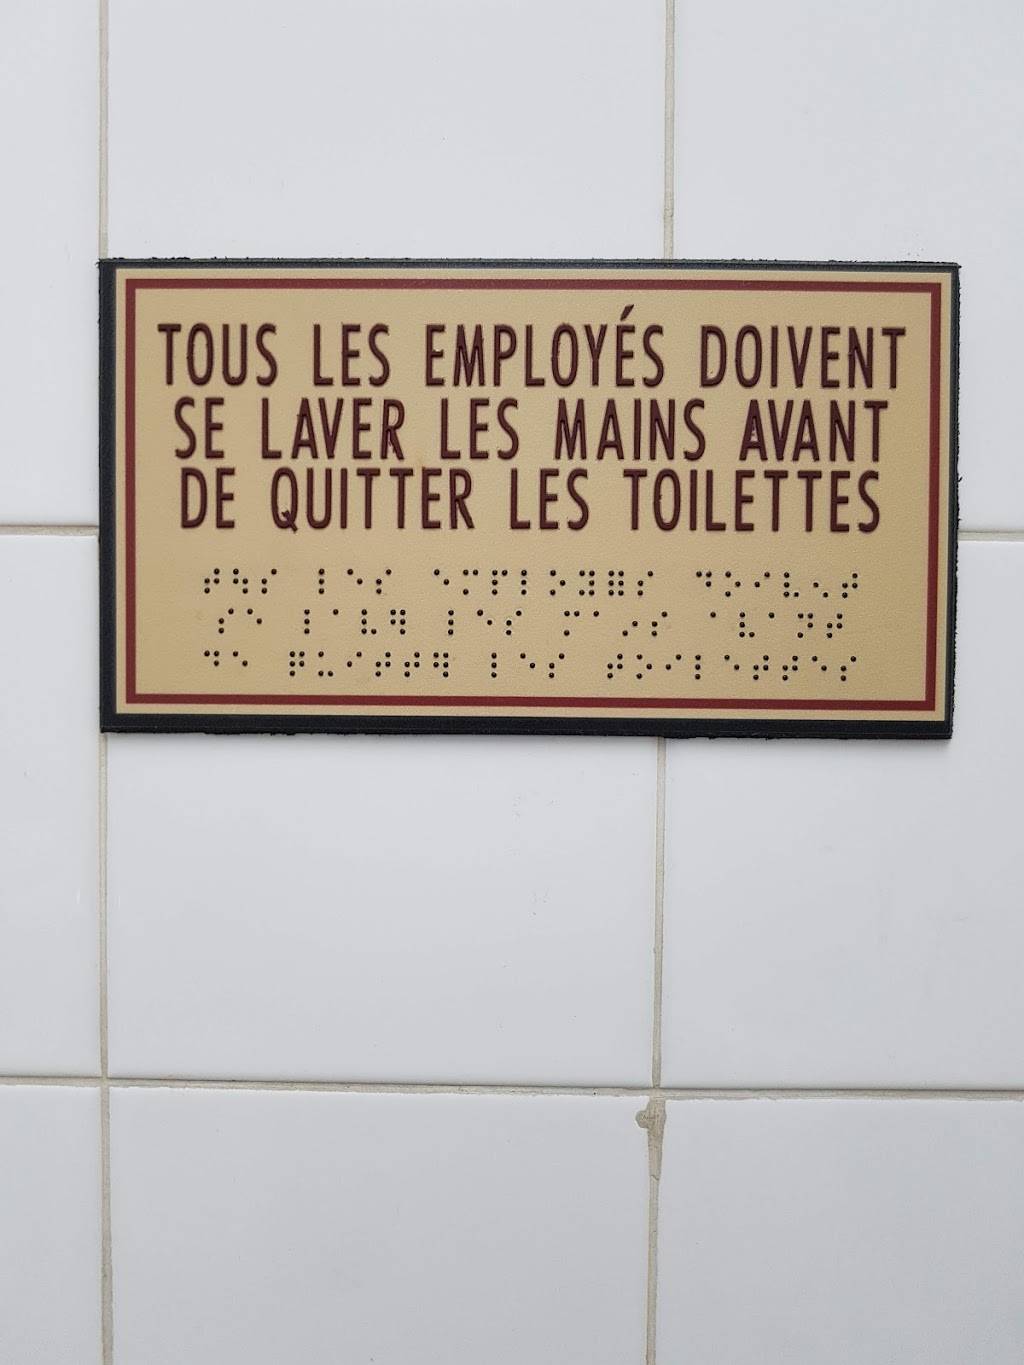 TOUS LES EMPLOYÉS DOIVENT
SE LAVER LES MAINS AVANT
DE QUITTER LES TOILETTES